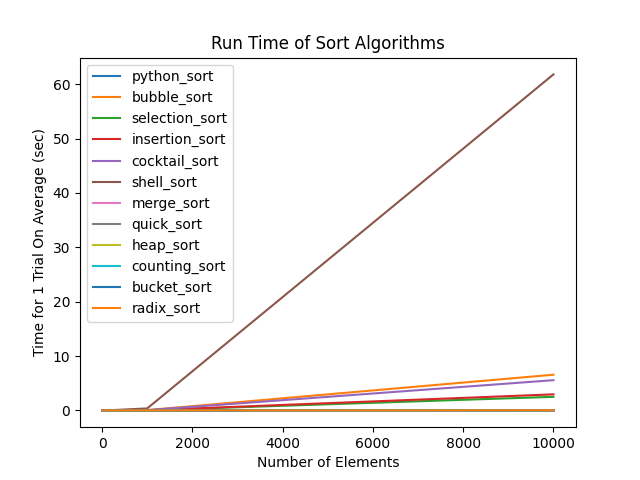 Run Time of Sort Algorithms
Time for 1 Trial On Average (sec)
60
50
40
30
20
10
0
python_sort
bubble_sort
selection_sort
insertion_sort
cocktail_sort
shell_sort
merge_sort
quick_sort
heap_sort
counting_sort
bucket_sort
radix_sort
0 2000 4000 6000 8000 10000
Number of Elements